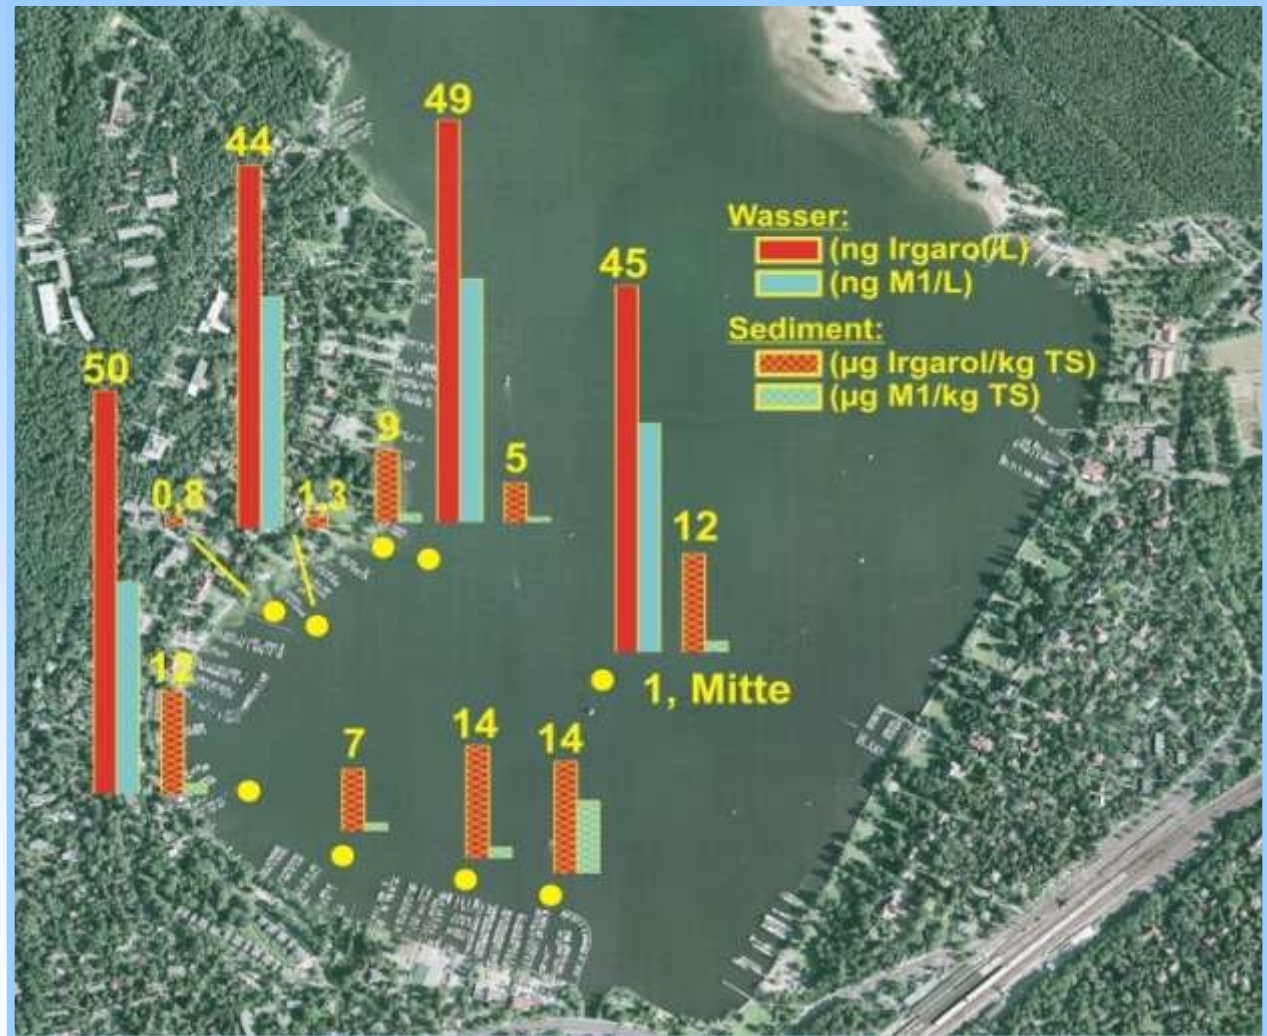 49
44
Wasser:
(ng Irgarol/L)
45
(ng M1/L)
Sediment:
50
(µg Irgarol/kg TS)
(µg M1/kg TS)
9
5
0,8
1,3
12
12
1, Mitte
7
14
14